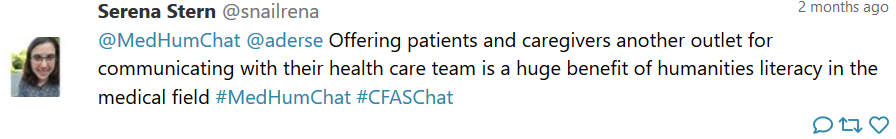 Serena Stern @snailrena 2 months ago
@MedHumChat @aderse Offering patients and caregivers another outlet for
communicating with their health care team is a huge benefit of humanities literacy in the
medical field #MedHumChat #CFASChat